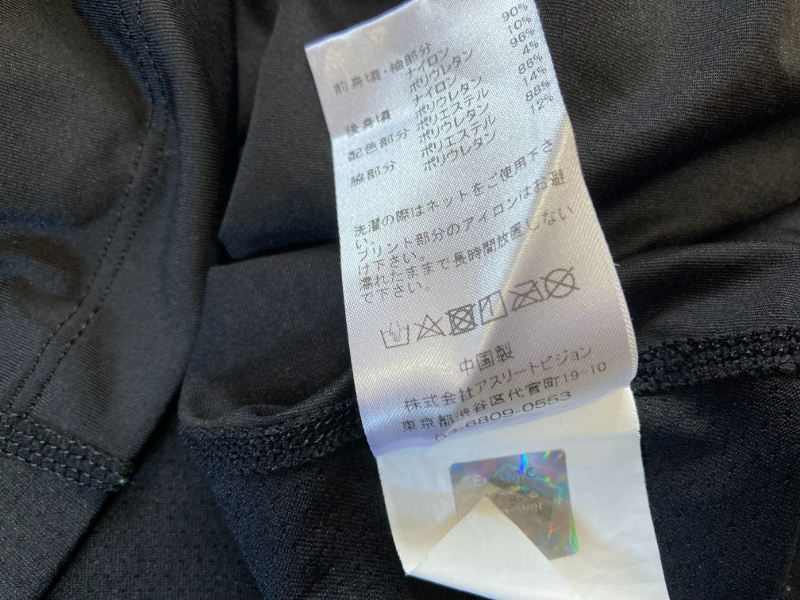 前身頃・袖部分 ナイロン 90%
ポリウレタン 10%
後身頃 ナイロン 96%
ポリウレタン 4%
配色部分 ポリエステル 86%
ポリウレタン 14%
脇部分 ポリエステル 88%
ポリウレタン 12%
洗濯の際はネットをご使用下さ
い。
プリント部分のアイロンはお避
け下さい。
濡れたままで長時間放置しない
で下さい。
中国製
株式会社アスリートビジョン
東京都渋谷区代官町19-10
03-6809-0553